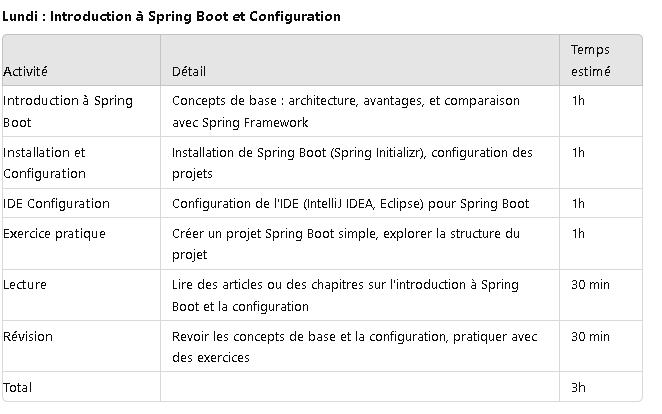 Lundi : Introduction à Spring Boot et Configuration
Activité Détail Temps estimé
Introduction à Spring Boot Concepts de base : architecture, avantages, et comparaison avec Spring Framework 1h
Installation et Configuration Installation de Spring Boot (Spring Initializr), configuration des projets 1h
IDE Configuration Configuration de l'IDE (IntelliJ IDEA, Eclipse) pour Spring Boot 1h
Exercice pratique Créer un projet Spring Boot simple, explorer la structure du projet 1h
Lecture Lire des articles ou des chapitres sur l'introduction à Spring Boot et la configuration 30 min
Révision Revoir les concepts de base et la configuration, pratiquer avec des exercices 30 min
Total 3h